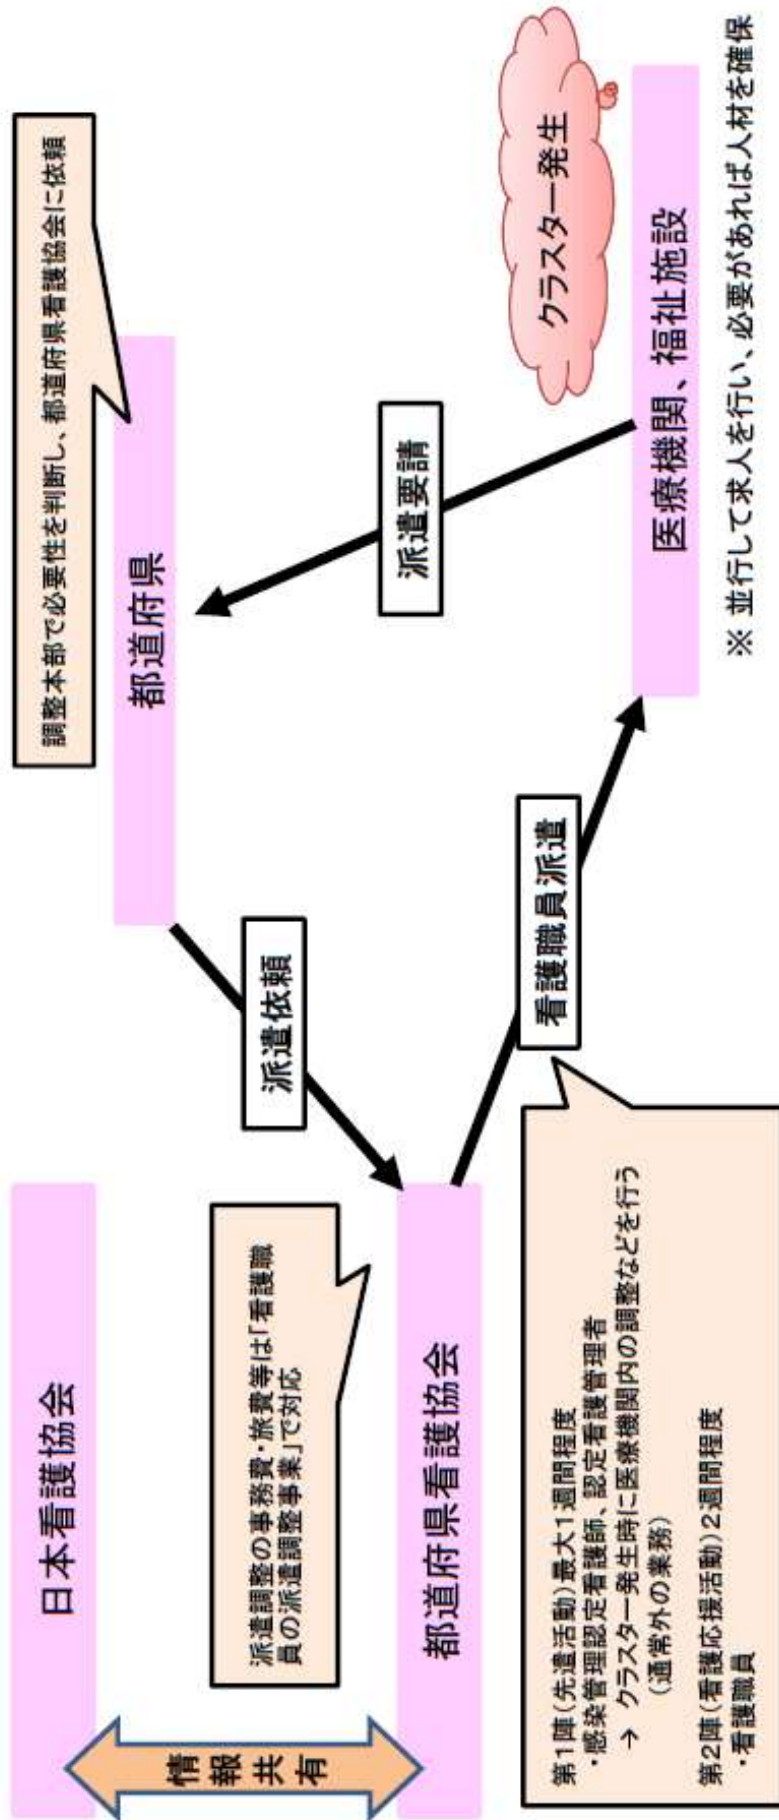 日本看護協会
調整本部で必要性を判断し、都道府県看護協会に依頼
都道府県
情報共有
派遣調整の事務費・旅費等は「看護職
員の派遣調整事業」で対応
派遣依頼
派遣要請
クラスター発生
都道府県看護協会
看護職員派遣
医療機関、福祉施設
第1陣(先遣活動)最大1週間程度
・感染管理認定看護師、認定看護管理者
→ クラスター発生時に医療機関内の調整などを行う
(通常外の業務)
第2陣(看護応援活動)2週間程度
・看護職員
※ 並行して求人を行い、必要があれば人材を確保